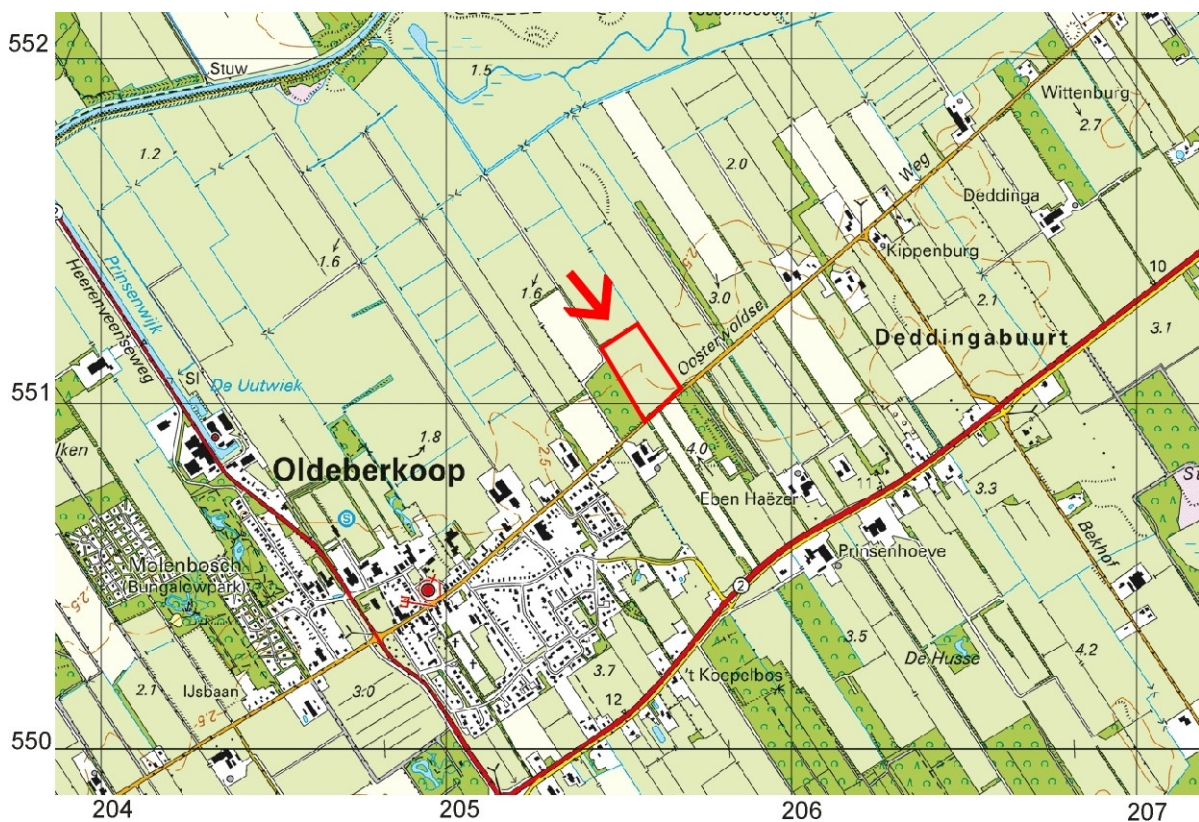 552
Stuw
1.5
Wittenburg
2.7
1.2
2.0
Weg
Deddinga
Kippenburg
Prinsenwijk
Heerenveenseweg
1.6
1.6
2.5
3.0
2.1
10
3.1
Oosterwoldse
Deddingabuurt
551
Sl
De Uutwiek
1.8
2.5
4.0
Oldeberkoop
Eben Haëzer
11
3.3
S
Prinsenhoeve
Bekhof
Molenbosch
(Bungalowpark)
2.5
2
3.5
De Husse
4.2
3.7
't Koepelbos
IJsbaan
2.1
2.5
3.0
12
550
204
205
206
207